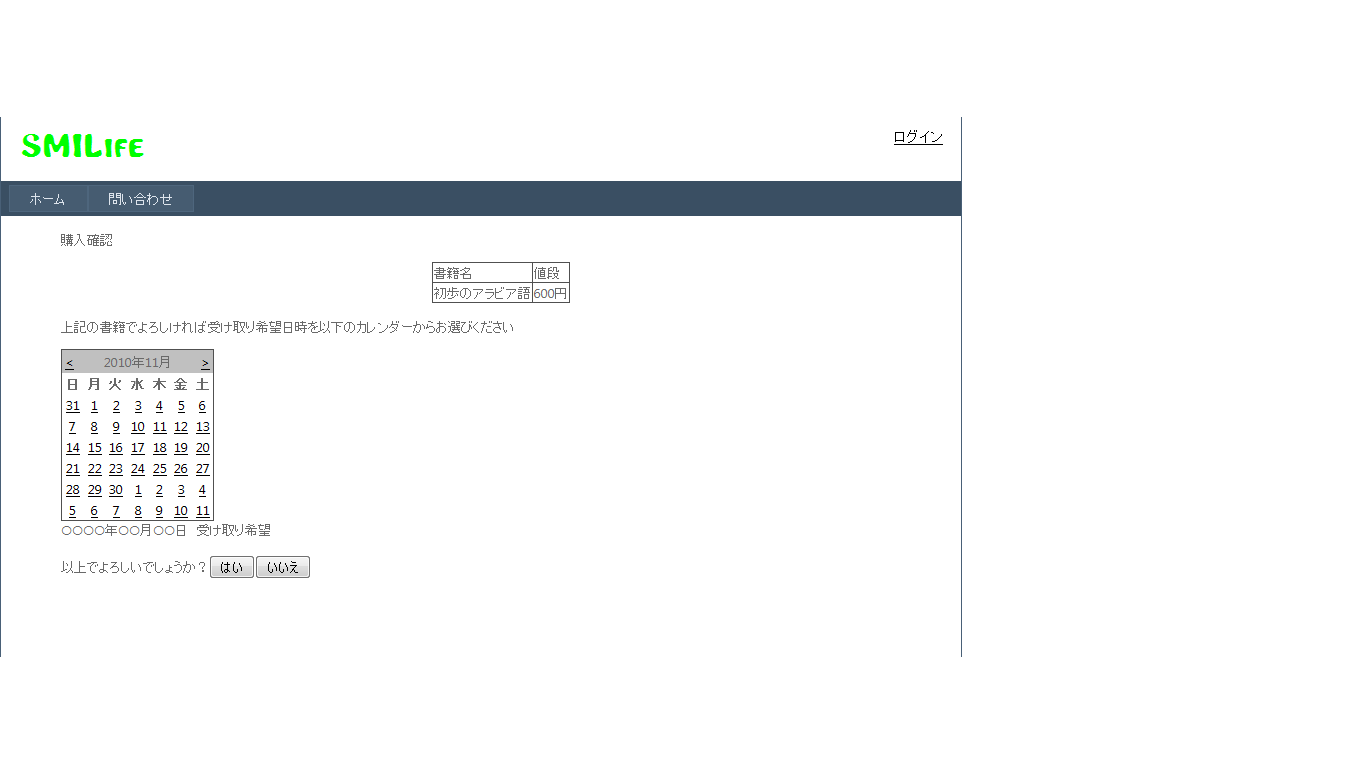 SMILIFE
ログイン
ホーム 問い合わせ
購入確認
書籍名 値段
初歩のアラビア語 600円
上記の書籍でよろしければ受け取り希望日時を以下のカレンダーからお選びください
< 2010年11月 >
日 月 火 水 木 金 土
31 1 2 3 4 5 6
7 8 9 10 11 12 13
14 15 16 17 18 19 20
21 22 23 24 25 26 27
28 29 30 1 2 3 4
5 6 7 8 9 10 11
○○○○年○○月○○日 受け取り希望
以上でよろしいでしょうか？ はい いいえ